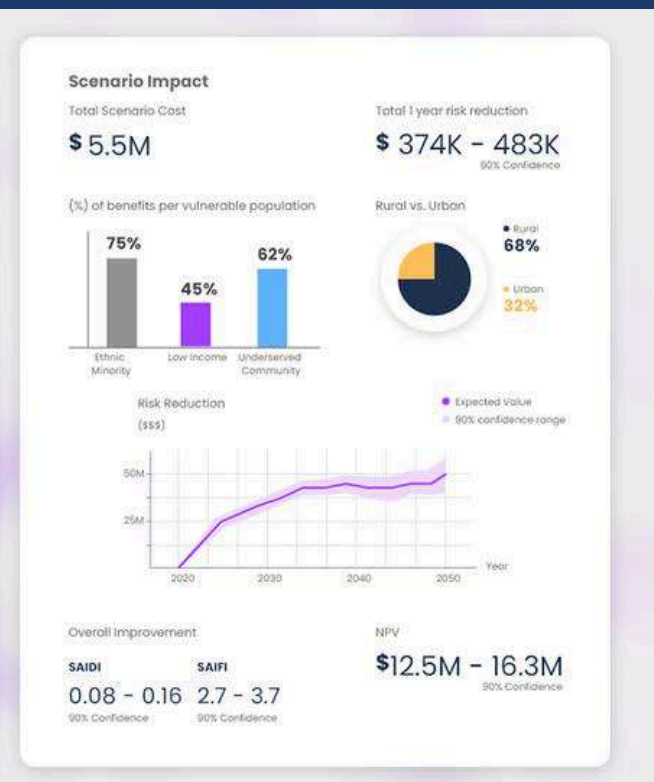 Scenario Impact
Total Scenario Cost
$ 5.5M
Total 1 year risk reduction
$ 374K - 483K
90% Confidence
(%) of benefits per vulnerable population
75%
45%
62%
Ethnic
Minority
Low Income
Underserved
Community
Rural vs. Urban
Rural
68%
Urban
32%
Risk Reduction
($$$)
Expected Value
90% confidence range
50M
25M
2020
2030
2040
2050
Year
Overall Improvement
SAIDI
0.08 - 0.16
90% Confidence
SAIFI
2.7 - 3.7
90% Confidence
NPV
$12.5M - 16.3M
90% Confidence